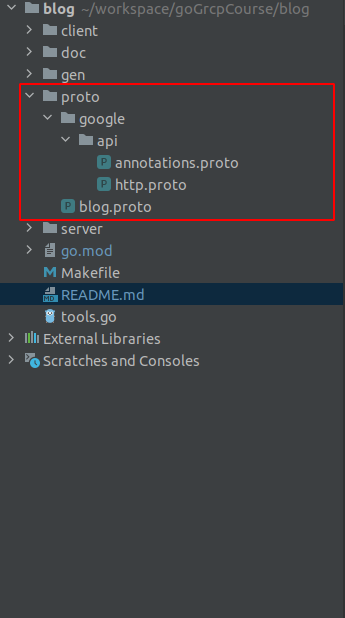 blog ~/workspace/goGrcpCourse/blog
client
doc
gen
proto
google
api
annotations.proto
http.proto
blog.proto
server
go.mod
Makefile
README.md
tools.go
External Libraries
Scratches and Consoles